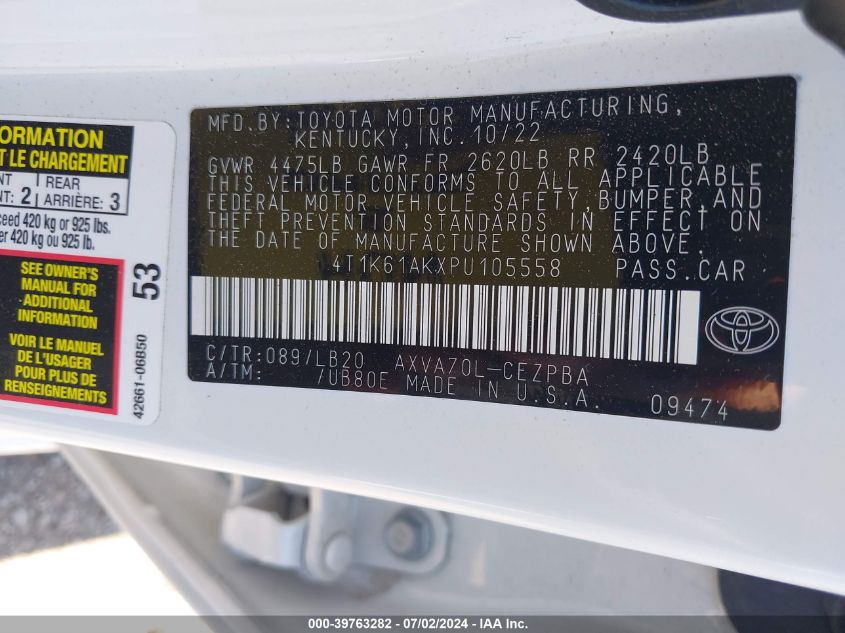 FORMATION
T LE CHARGEMENT
NT REAR
NT: 2 ARRIÈRE: 3
ceed 420 kg or 925 lbs.
er 420 kg ou 925 lb.
SEE OWNER'S
MANUAL FOR
ADDITIONAL
INFORMATION
VOIR LE MANUEL
DE L'USAGER
POUR PLUS DE
RENSEIGNEMENTS
53
42661-06B50
MFD. BY: TOYOTA MOTOR MANUFACTURING,
KENTUCKY, INC. 10/22
GVWR 4475LB GAWR FR 2620LB RR 2420LB
THIS VEHICLE CONFORMS TO ALL APPLICABLE
FEDERAL MOTOR VEHICLE SAFETY, BUMPER, AND
THEFT PREVENTION STANDARDS IN EFFECT ON
THE DATE OF MANUFACTURE SHOWN ABOVE.
4T1K61AKXPU105558 PASS.CAR
C/TR: 089/LB20 AXVA70L-CEZPBA
A/TM: /UB80E MADE IN U.S.A.
09474
000-39763282 - 07/02/2024 - IAA Inc.